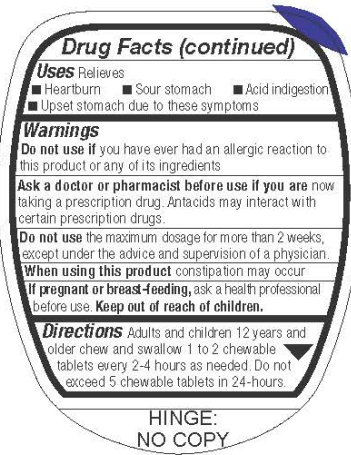 Drug Facts (continued)
Uses Relieves
■ Heartburn ■ Sour stomach ■ Acid indigestion
■ Upset stomach due to these symptoms
Warnings
Do not use if you have ever had an allergic reaction to
this product or any of its ingredients
Ask a doctor or pharmacist before use if you are now
taking a prescription drug. Antacids may interact with
certain prescription drugs.
Do not use the maximum dosage for more than 2 weeks,
except under the advice and supervision of a physician.
When using this product constipation may occur
If pregnant or breast-feeding, ask a health professional
before use. Keep out of reach of children.
Directions Adults and children 12 years and
older chew and swallow 1 to 2 chewable
tablets every 2-4 hours as needed. Do not
exceed 5 chewable tablets in 24-hours.
HINGE:
NO COPY